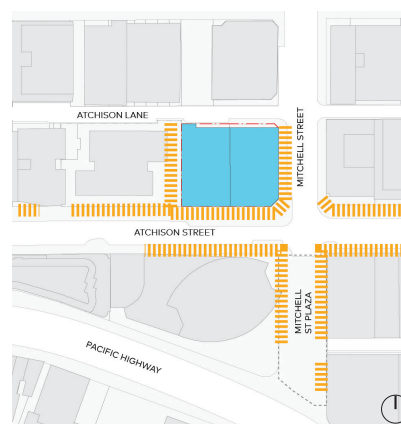 ATCHISON LANE
MITCHELL STREET
ATCHISON STREET
MITCHELL
ST PLAZA
PACIFIC HIGHWAY